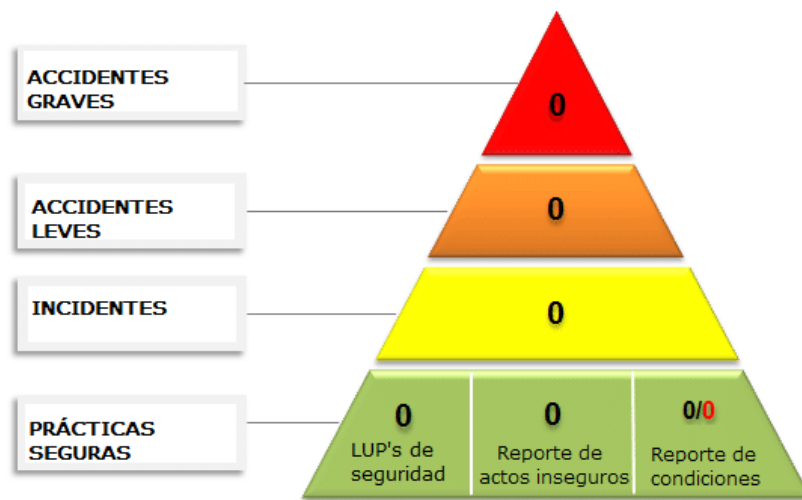 ACCIDENTES
GRAVES
0
ACCIDENTES
LEVES
0
INCIDENTES
0
PRÁCTICAS
SEGURAS
0
LUP's de
seguridad
0
Reporte de
actos inseguros
0/0
Reporte de
condiciones